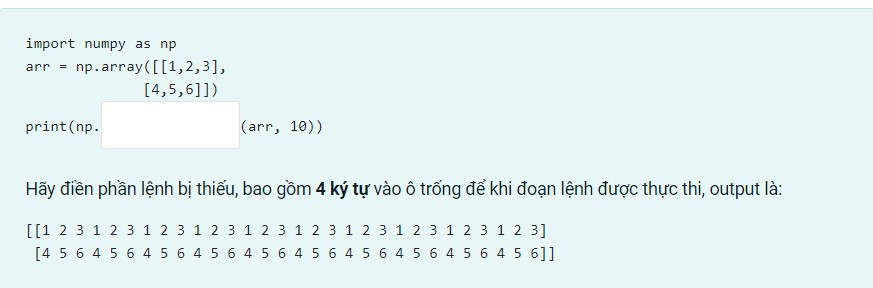 import numpy as np
arr = np.array([[1,2,3],
[4,5,6]])
print(np. (arr, 10))
Hãy điền phần lệnh bị thiếu, bao gồm 4 ký tự vào ô trống để khi đoạn lệnh được thực thi, output là:
[[1 2 3 1 2 3 1 2 3 1 2 3 1 2 3 1 2 3 1 2 3 1 2 3 1 2 3 1 2 3]
[4 5 6 4 5 6 4 5 6 4 5 6 4 5 6 4 5 6 4 5 6 4 5 6 4 5 6 4 5 6]]